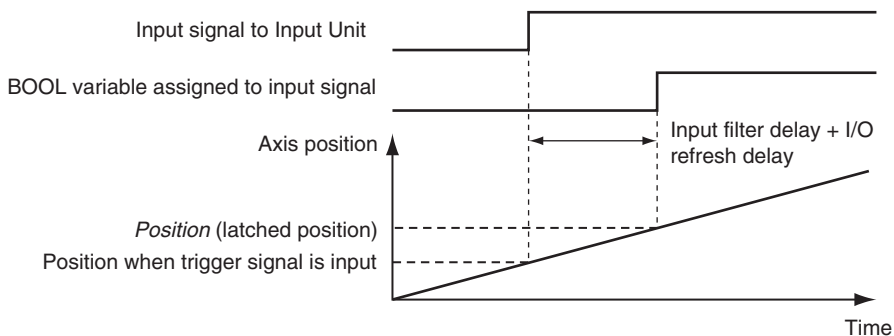 Input signal to Input Unit
BOOL variable assigned to input signal
Input filter delay + I/O
refresh delay
Axis position
Position (latched position)
Position when trigger signal is input
Time